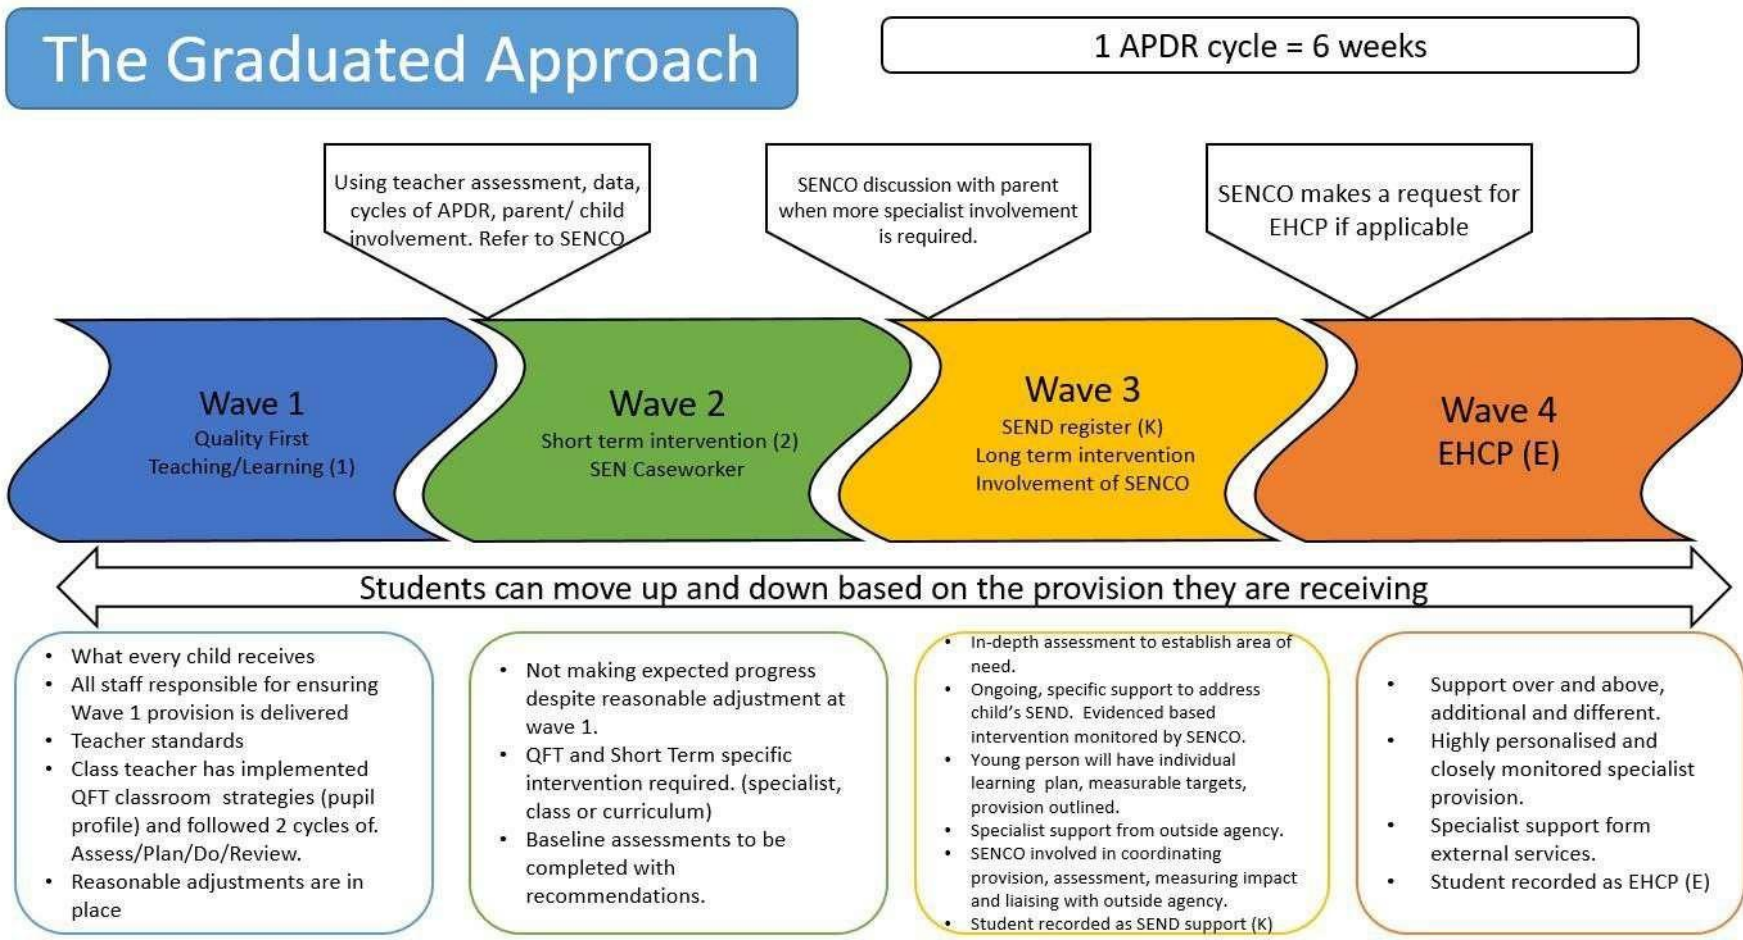 The Graduated Approach
1 APDR cycle = 6 weeks
Using teacher assessment, data,
cycles of APDR, parent/ child
involvement. Refer to SENCO
SENCO discussion with parent
when more specialist involvement
is required.
SENCO makes a request for
EHCP if applicable
Wave 1
Quality First
Teaching/Learning (1)
Wave 2
Short term intervention (2)
SEN Caseworker
Wave 3
SEND register (K)
Long term intervention
Involvement of SENCO
Wave 4
EHCP (E)
Students can move up and down based on the provision they are receiving
• What every child receives
• All staff responsible for ensuring
Wave 1 provision is delivered
• Teacher standards
• Class teacher has implemented
QFT classroom strategies (pupil
profile) and followed 2 cycles of.
Assess/Plan/Do/Review.
• Reasonable adjustments are in
place
• Not making expected progress
despite reasonable adjustment at
wave 1.
• QFT and Short Term specific
intervention required. (specialist,
class or curriculum)
• Baseline assessments to be
completed with
recommendations.
• In-depth assessment to establish area of
need.
• Ongoing, specific support to address
child's SEND. Evidenced based
intervention monitored by SENCO.
• Young person will have individual
learning plan, measurable targets,
provision outlined.
• Specialist support from outside agency.
• SENCO involved in coordinating
provision, assessment, measuring impact
and liaising with outside agency.
• Student recorded as SEND support (K)
• Support over and above,
additional and different.
• Highly personalised and
closely monitored specialist
provision.
• Specialist support form
external services.
• Student recorded as EHCP (E)